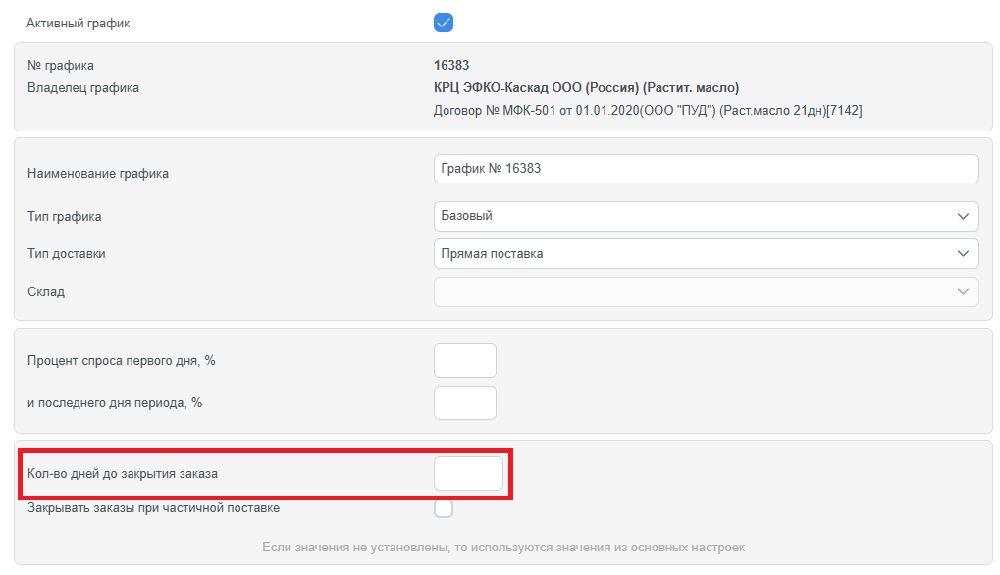 Активный график
№ графика 16383
Владелец графика КРЦ ЭФКО-Каскад ООО (Россия) (Растит. масло)
Договор № МФК-501 от 01.01.2020(ООО "ПУД") (Раст.масло 21дн)[7142]
Наименование графика График № 16383
Тип графика Базовый
Тип доставки Прямая поставка
Склад
Процент спроса первого дня, %
и последнего дня периода, %
Кол-во дней до закрытия заказа
Закрывать заказы при частичной поставке
Если значения не установлены, то используются значения из основных настроек